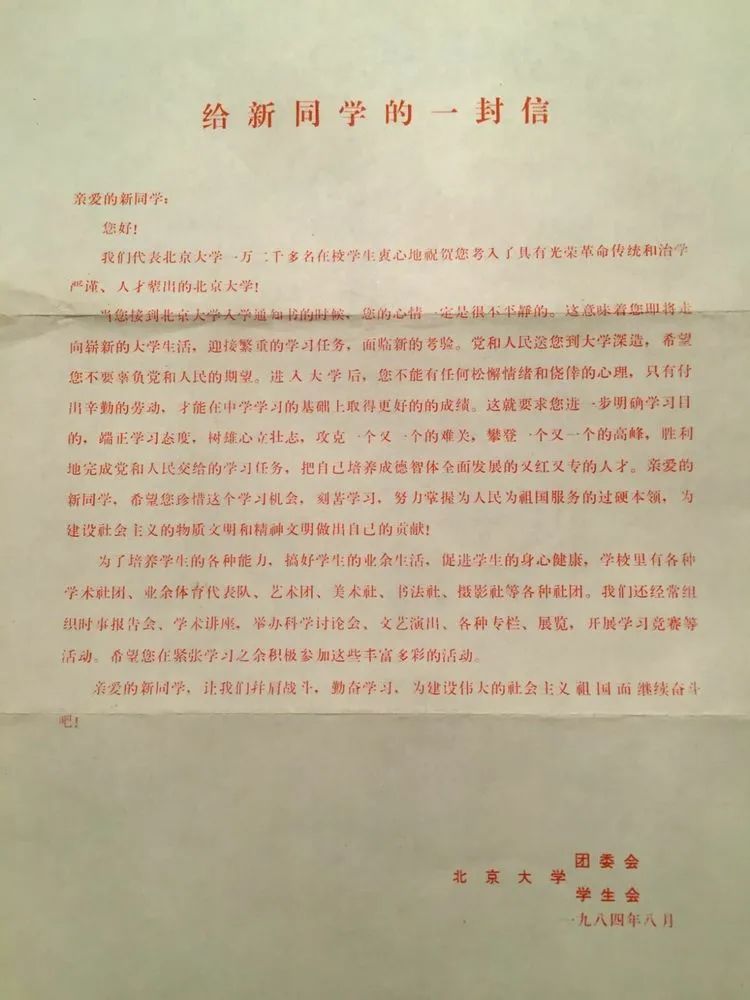 给新同学的一封信
亲爱的新同学:
您好!
我们代表北京大学一万二千多名在校学生衷心地祝贺您考入了具有光荣革命传统和治学
严谨、人才辈出的北京大学!
当您接到北京大学入学通知书的时候、您的心情一定是很不平静的。这意味着您即将走
向崭新的大学生活，迎接繁重的学习任务，面临新的考验。党和人民送您到大学深造，希望
您不要辜负党和人民的期望。进入大学后，您不能有任何松懈情绪和侥倖的心理，只有付
出辛勤的劳动，才能在中学学习的基础上取得更好的的成绩。这就要求您进一步明确学习目
的，端正学习态度，树雄心立壮志，攻克一个又一个的难关，攀登一个又一个的高峰，胜利
地完成党和人民交给的学习任务，把自己培养成德智体全面发展的又红又专的人才。亲爱的
新同学，希望您珍惜这个学习机会，刻苦学习，努力掌握为人民为祖国服务的过硬本领，为
建设社会主义的物质文明和精神文明做出自己的贡献!
为了培养学生的各种能力，搞好学生的业余生活，促进学生的身心健康，学校里有各种
学术社团、业余体育代表队、艺术团、美术社、书法社、摄影社等各种社团。我们还经常组
织时事报告会、学术讲座，举办科学讨论会、文艺演出、各种专栏、展览，开展学习竞赛等
活动。希望您在紧张学习之余积极参加这些丰富多彩的活动。
亲爱的新同学，让我们并肩战斗，勤奋学习，为建设伟大的社会主义祖国面继续奋斗
吧!
团委会
北京大学
学生会
一九八四年八月